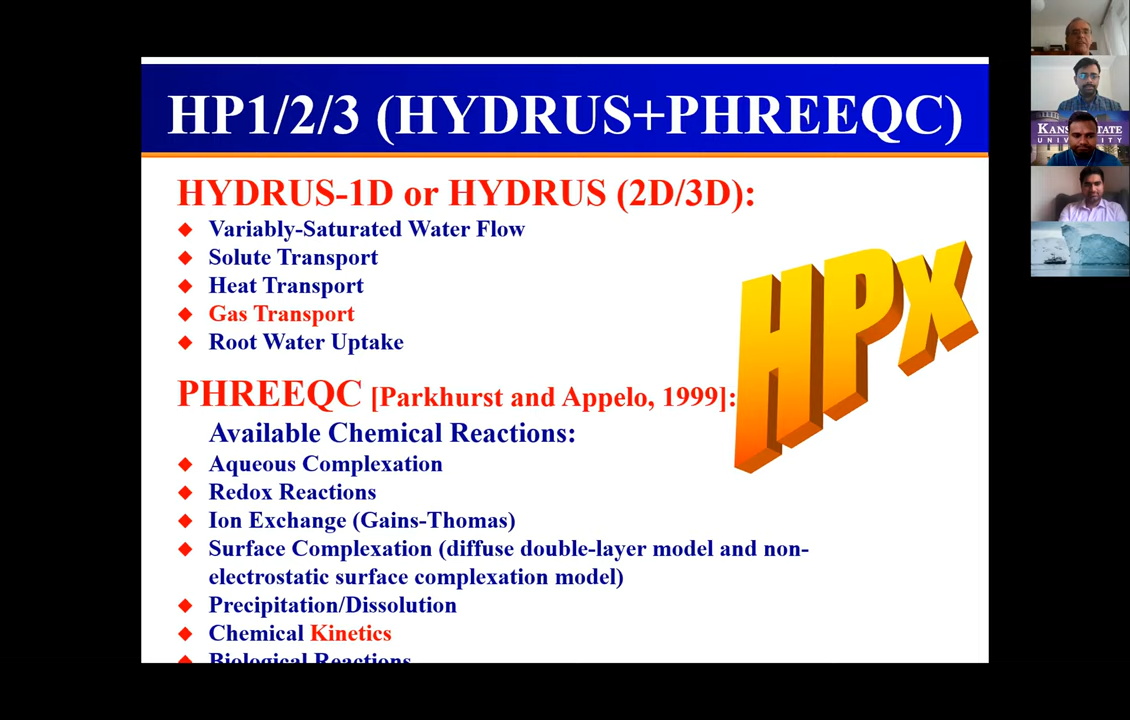 HP1/2/3 (HYDRUS+PHREEQC)
HYDRUS-1D or HYDRUS (2D/3D):
Variably-Saturated Water Flow
Solute Transport
Heat Transport
Gas Transport
Root Water Uptake
HPx
PHREEQC [Parkhurst and Appelo, 1999]:
Available Chemical Reactions:
Aqueous Complexation
Redox Reactions
Ion Exchange (Gains-Thomas)
Surface Complexation (diffuse double-layer model and non-
electrostatic surface complexation model)
Precipitation/Dissolution
Chemical Kinetics
Biological Reactions